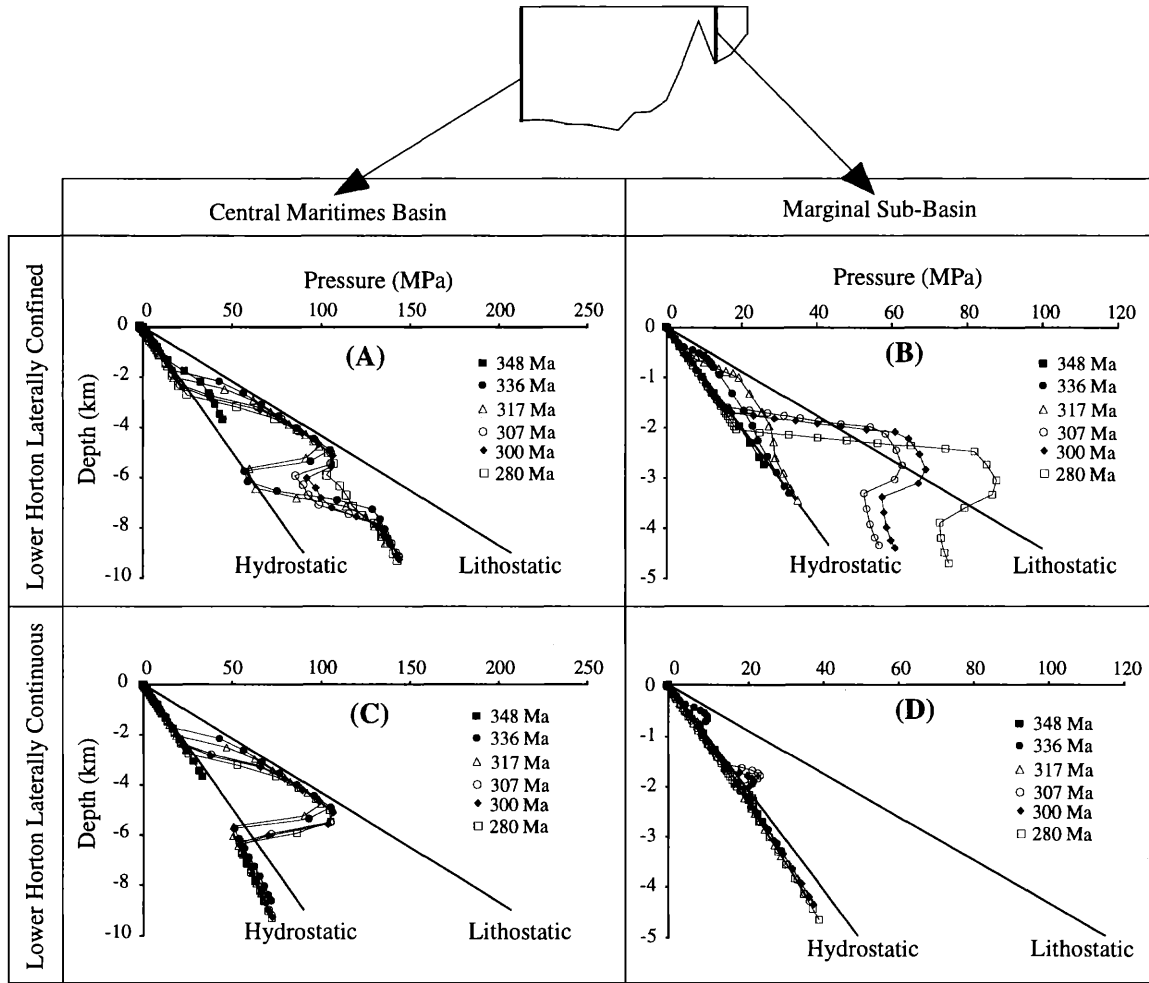 Central Maritimes Basin
Marginal Sub-Basin
Lower Horton Laterally Confined
Pressure (MPa)
0 50 100 150 200 250
Depth (km)
0
-2
-4
-6
-8
-10
(A)
348 Ma
336 Ma
317 Ma
307 Ma
300 Ma
280 Ma
Hydrostatic
Lithostatic
Pressure (MPa)
0 20 40 60 80 100 120
0
-1
-2
-3
-4
-5
(B)
348 Ma
336 Ma
317 Ma
307 Ma
300 Ma
280 Ma
Hydrostatic
Lithostatic
Lower Horton Laterally Continuous
0 50 100 150 200 250
Depth (km)
0
-2
-4
-6
-8
-10
(C)
348 Ma
336 Ma
317 Ma
307 Ma
300 Ma
280 Ma
Hydrostatic
Lithostatic
0 20 40 60 80 100 120
0
-1
-2
-3
-4
-5
(D)
348 Ma
336 Ma
317 Ma
307 Ma
300 Ma
280 Ma
Hydrostatic
Lithostatic